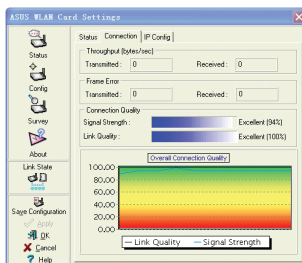 ASUS WLAN Card Settings
Status Connection IP Config
Throughput (bytes/sec)
Transmitted : 0 Received : 0
Frame Error
Transmitted : 0 Received : 0
Connection Quality
Signal Strength : Excellent (94%)
Link Quality : Excellent (100%)
Overall Connection Quality
100.00
80.00
60.00
40.00
20.00
0.00
Link Quality Signal Strength
Status
Config
Survey
About
Link State
Save Configuration
Apply
OK
Cancel
Help